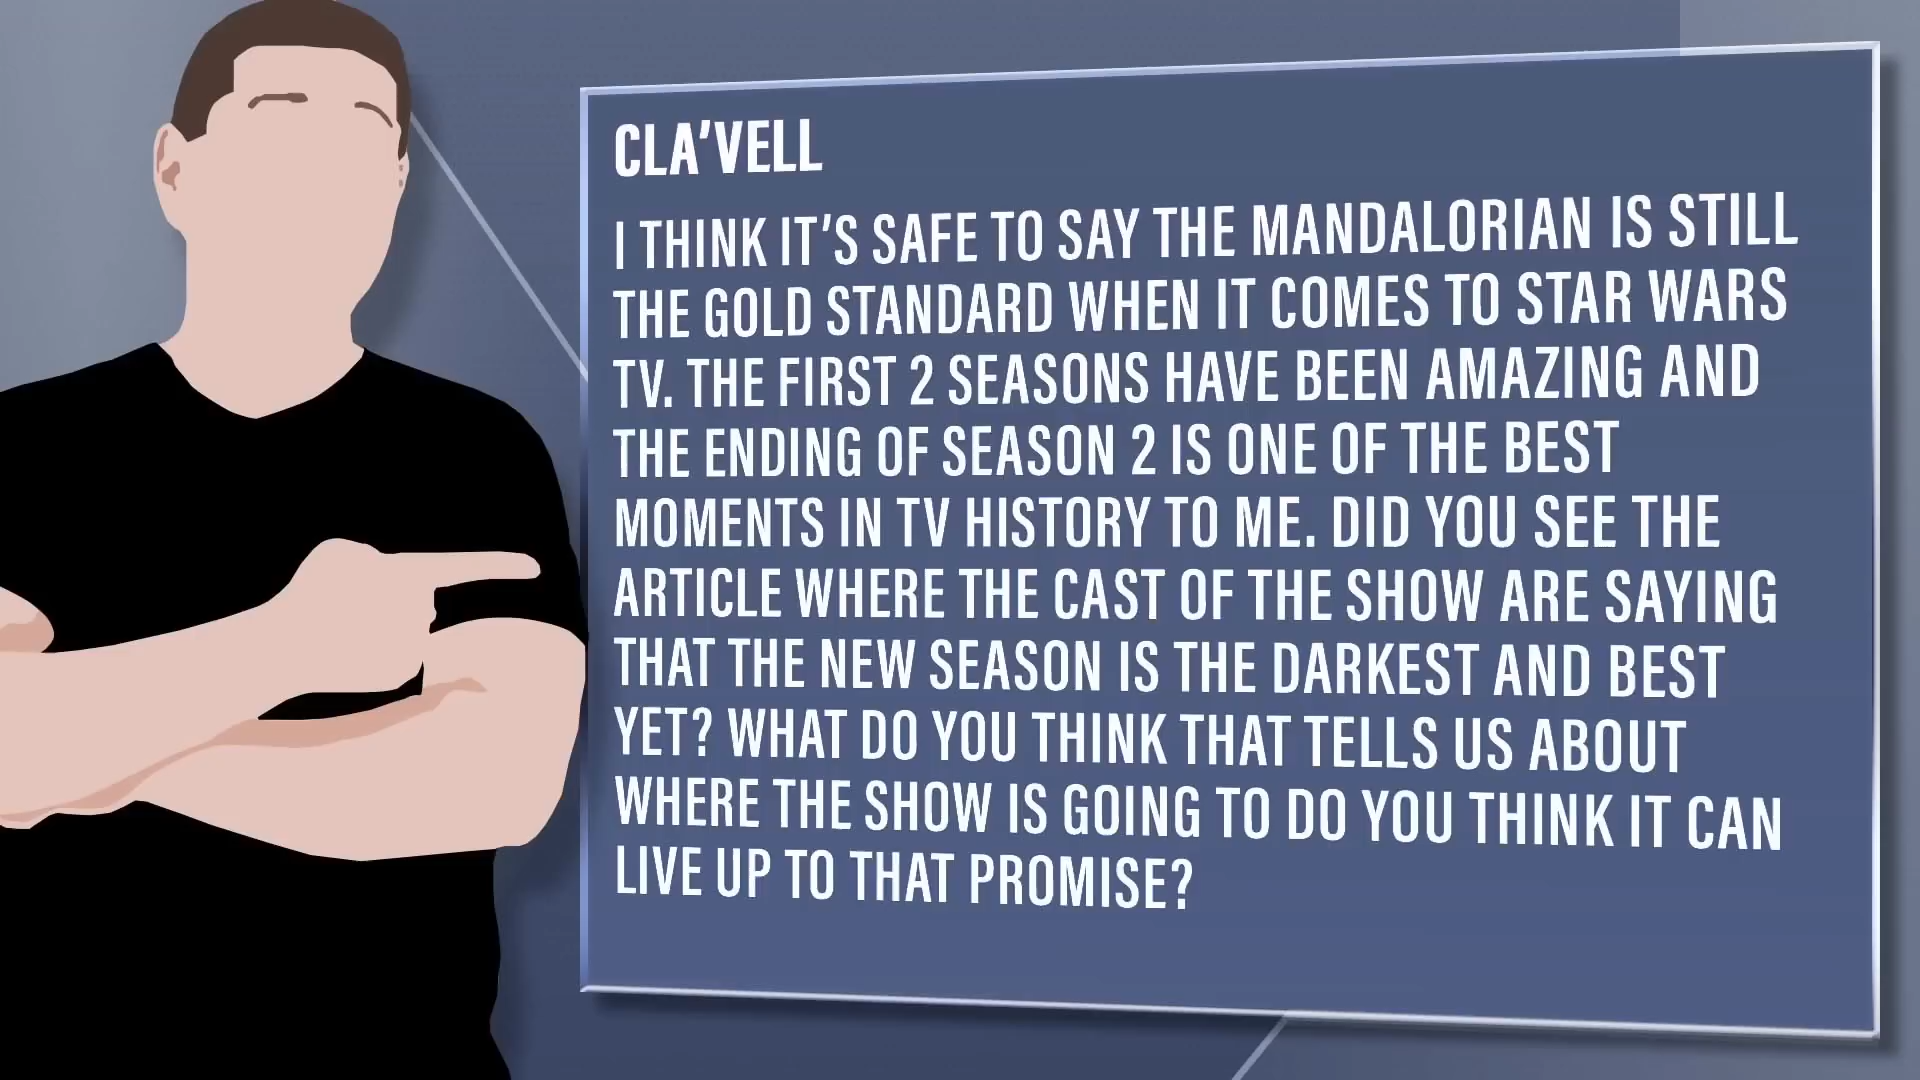 CLA'VELL
I THINK IT'S SAFE TO SAY THE MANDALORIAN IS STILL
THE GOLD STANDARD WHEN IT COMES TO STAR WARS
TV. THE FIRST 2 SEASONS HAVE BEEN AMAZING AND
THE ENDING OF SEASON 2 IS ONE OF THE BEST
MOMENTS IN TV HISTORY TO ME. DID YOU SEE THE
ARTICLE WHERE THE CAST OF THE SHOW ARE SAYING
THAT THE NEW SEASON IS THE DARKEST AND BEST
YET? WHAT DO YOU THINK THAT TELLS US ABOUT
WHERE THE SHOW IS GOING TO DO YOU THINK IT CAN
LIVE UP TO THAT PROMISE?